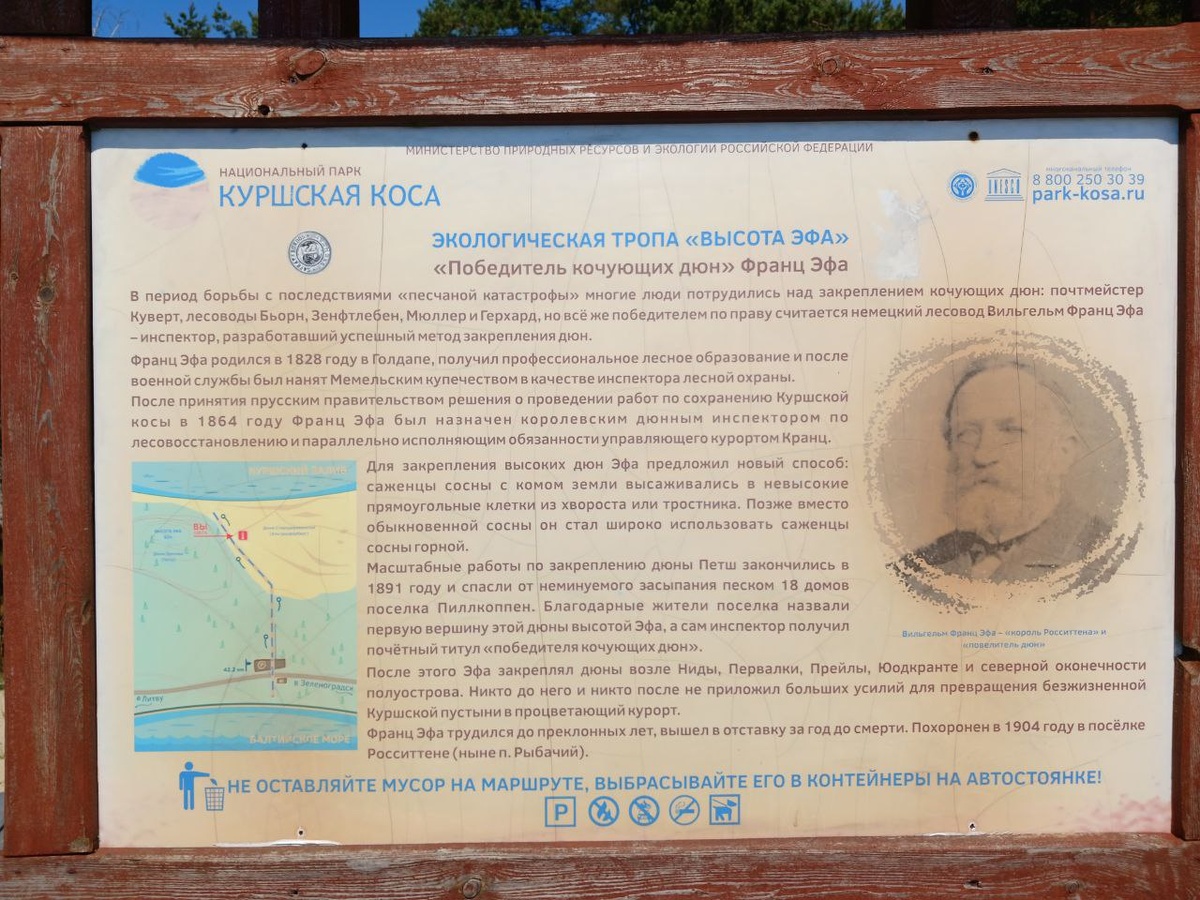 МИНИСТЕРСТВО ПРИРОДНЫХ РЕСУРСОВ И ЭКОЛОГИИ РОССИЙСКОЙ ФЕДЕРАЦИИ
НАЦИОНАЛЬНЫЙ ПАРК
КУРШСКАЯ КОСА
UNESCO
8 800 250 30 39
park-kosa.ru
ЭКОЛОГИЧЕСКАЯ ТРОПА «ВЫСОТА ЭФА»
«Победитель кочующих дюн» Франц Эфа
В период борьбы с последствиями «песчаной катастрофы» многие люди потрудились над закреплением кочующих дюн: почтмейстер
Куверт, лесоводы Бьорн, Зенфтлебен, Мюллер и Герхард, но всё же победителем по праву считается немецкий лесовод Вильгельм Франц Эфа
– инспектор, разработавший успешный метод закрепления дюн.
Франц Эфа родился в 1828 году в Голдапе, получил профессиональное лесное образование и после
военной службы был нанят Мемельским купечеством в качестве инспектора лесной охраны.
После принятия прусским правительством решения о проведении работ по сохранению Куршской
косы в 1864 году Франц Эфа был назначен королевским дюнным инспектором по
лесовосстановлению и параллельно исполняющим обязанности управляющего курортом Кранц.
Для закрепления высоких дюн Эфа предложил новый способ:
саженцы сосны с комом земли высаживались в невысокие
прямоугольные клетки из хвороста или тростника. Позже вместо
обыкновенной сосны он стал широко использовать саженцы
сосны горной.
Масштабные работы по закреплению дюны Петш закончились в
1891 году и спасли от неминуемого засыпания песком 18 домов
поселка Пиллкоппен. Благодарные жители поселка назвали
первую вершину этой дюны высотой Эфа, а сам инспектор получил
почётный титул «победителя кочующих дюн».
После этого Эфа закреплял дюны возле Ниды, Первалки, Прейлы, Юодкранте и северной оконечности
полуострова. Никто до него и никто после не приложил больших усилий для превращения безжизненной
Куршской пустыни в процветающий курорт.
Франц Эфа трудился до преклонных лет, вышел в отставку за год до смерти. Похоронен в 1904 году в посёлке
Росситтене (ныне п. Рыбачий).
КУРШСКИЙ ЗАЛИВ
ВЫ
42,2 км
в Зеленоградск
в Литву
БАЛТИЙСКОЕ МОРЕ
Вильгельм Франц Эфа – «король Росситтена» и
«повелитель дюн»
НЕ ОСТАВЛЯЙТЕ МУСОР НА МАРШРУТЕ, ВЫБРАСЫВАЙТЕ ЕГО В КОНТЕЙНЕРЫ НА АВТОСТОЯНКЕ!
P